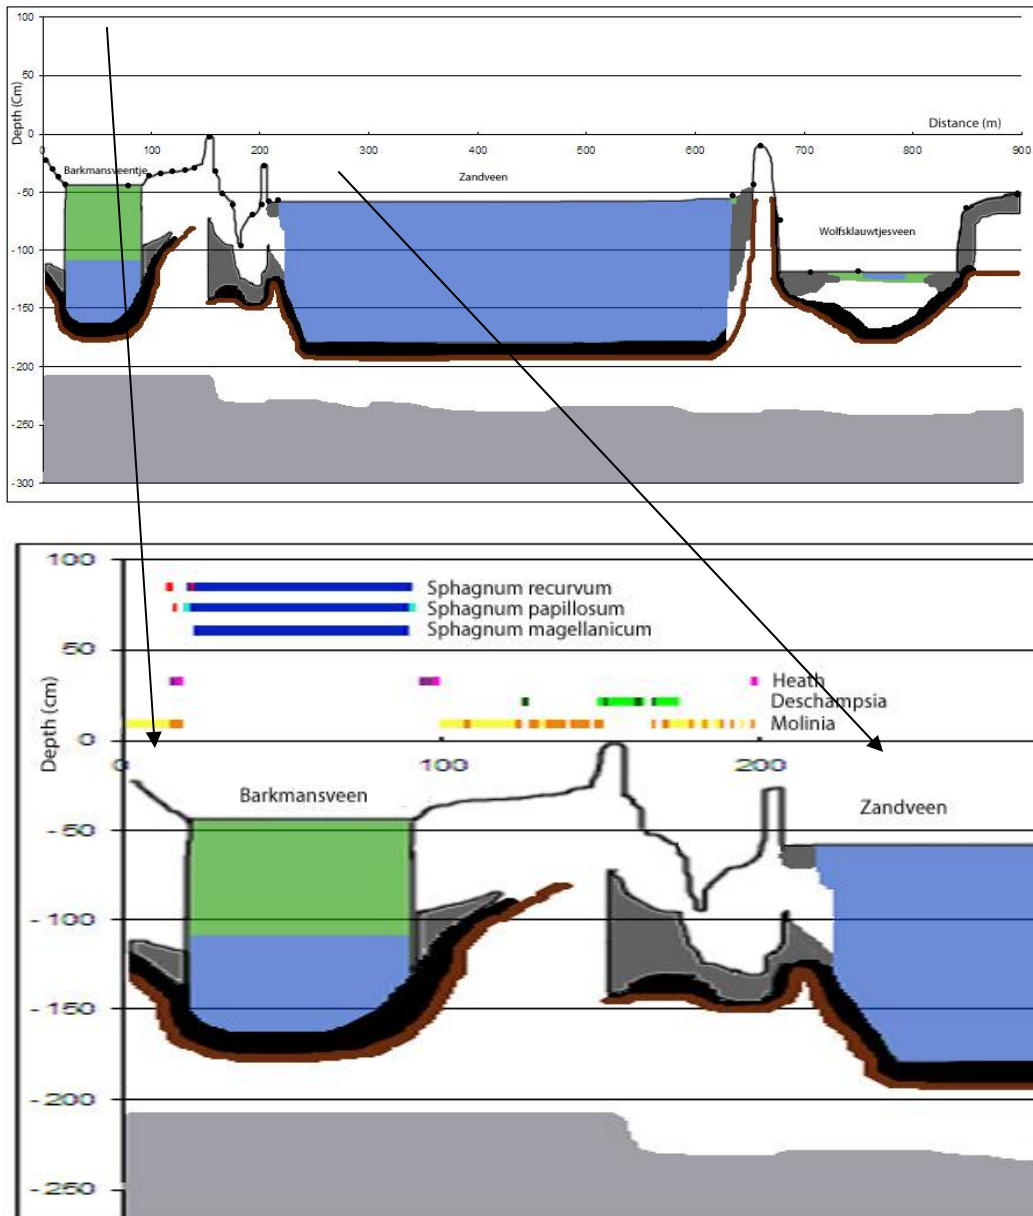 100
50
Depth (Cm)
0
Distance (m)
0 100 200 300 400 500 600 700 800 900
Barkmansveentje
Zandveen
-50
Wolfsklauwtjesveen
-100
-150
-200
-250
-300
100
Sphagnum recurvum
Sphagnum papillosum
Sphagnum magellanicum
50
Heath
Deschampsia
Molinia
Depth (cm)
0
0 100 200
Barkmansveen
Zandveen
-50
-100
-150
-200
-250